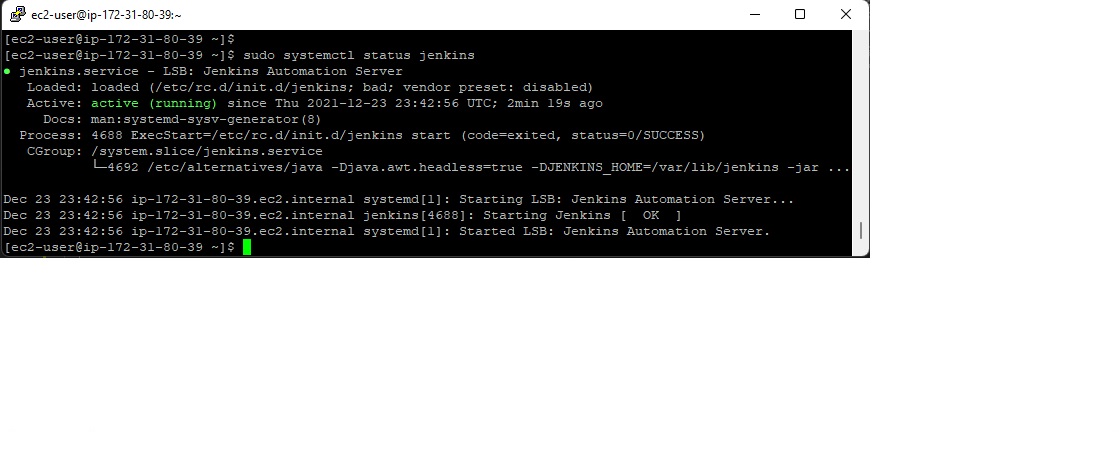 ec2-user@ip-172-31-80-39:~
[ec2-user@ip-172-31-80-39 ~]$
[ec2-user@ip-172-31-80-39 ~]$ sudo systemctl status jenkins
● jenkins.service - LSB: Jenkins Automation Server
   Loaded: loaded (/etc/rc.d/init.d/jenkins; bad; vendor preset: disabled)
   Active: active (running) since Thu 2021-12-23 23:42:56 UTC; 2min 19s ago
     Docs: man:systemd-sysv-generator(8)
  Process: 4688 ExecStart=/etc/rc.d/init.d/jenkins start (code=exited, status=0/SUCCESS)
   CGroup: /system.slice/jenkins.service
           └─4692 /etc/alternatives/java -Djava.awt.headless=true -DJENKINS_HOME=/var/lib/jenkins -jar ...
Dec 23 23:42:56 ip-172-31-80-39.ec2.internal systemd[1]: Starting LSB: Jenkins Automation Server...
Dec 23 23:42:56 ip-172-31-80-39.ec2.internal jenkins[4688]: Starting Jenkins [  OK  ]
Dec 23 23:42:56 ip-172-31-80-39.ec2.internal systemd[1]: Started LSB: Jenkins Automation Server.
[ec2-user@ip-172-31-80-39 ~]$